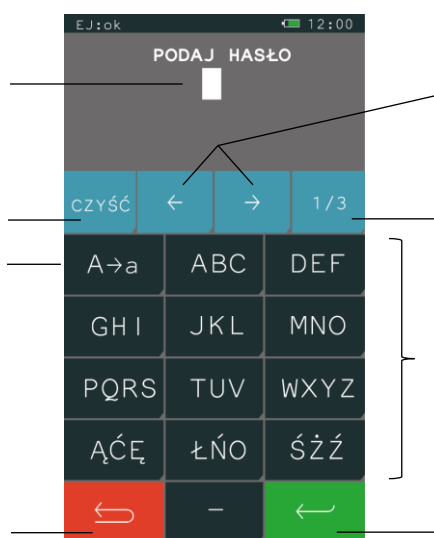 EJ:ok 12:00
PODAJ HASŁO
CZYŚĆ ← → 1/3
A→a ABC DEF
GHI JKL MNO
PQRS TUV WXYZ
ĄĆĘ ŁŃO ŚŻŹ
–